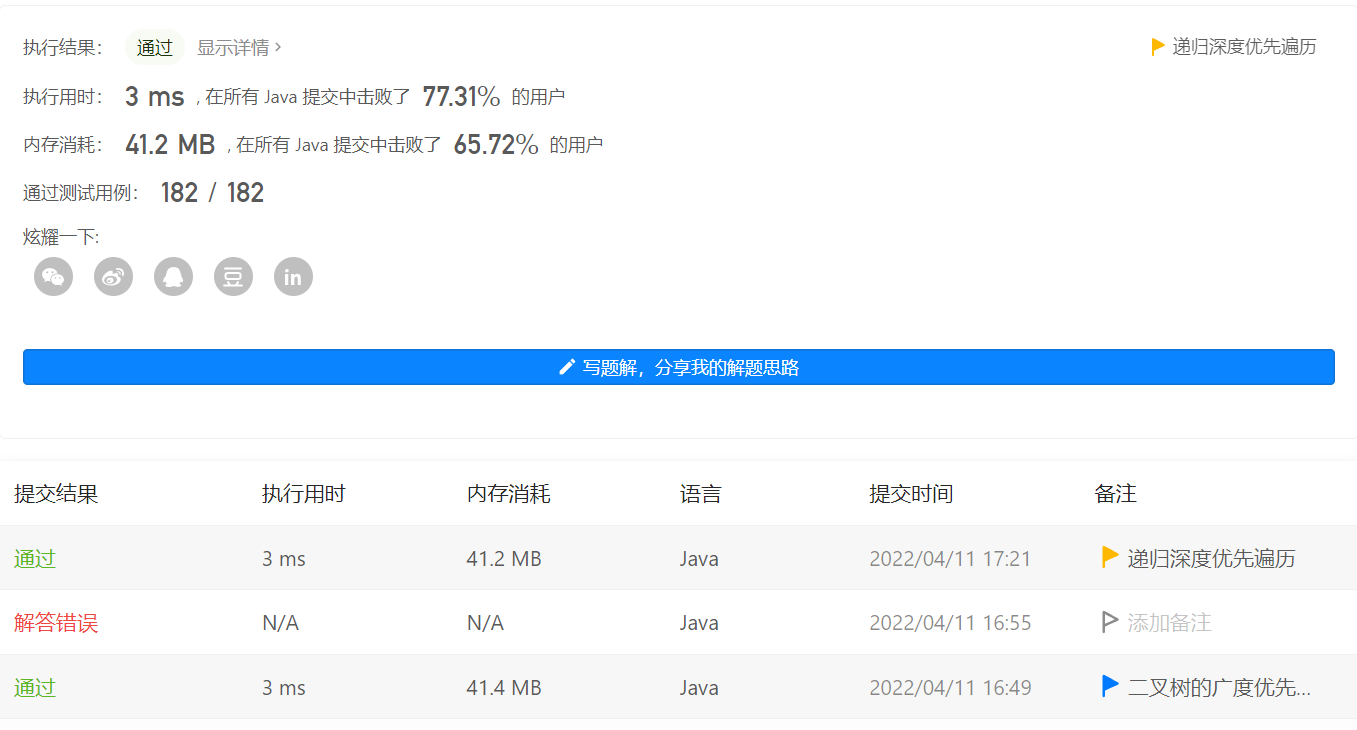 执行结果： 通过 显示详情 › 递归深度优先遍历
执行用时： 3 ms , 在所有 Java 提交中击败了 77.31% 的用户
内存消耗： 41.2 MB , 在所有 Java 提交中击败了 65.72% 的用户
通过测试用例： 182 / 182
炫耀一下:
豆 in
写题解，分享我的解题思路
提交结果 执行用时 内存消耗 语言 提交时间 备注
通过 3 ms 41.2 MB Java 2022/04/11 17:21 递归深度优先遍历
解答错误 N/A N/A Java 2022/04/11 16:55 添加备注
通过 3 ms 41.4 MB Java 2022/04/11 16:49 二叉树的广度优先...